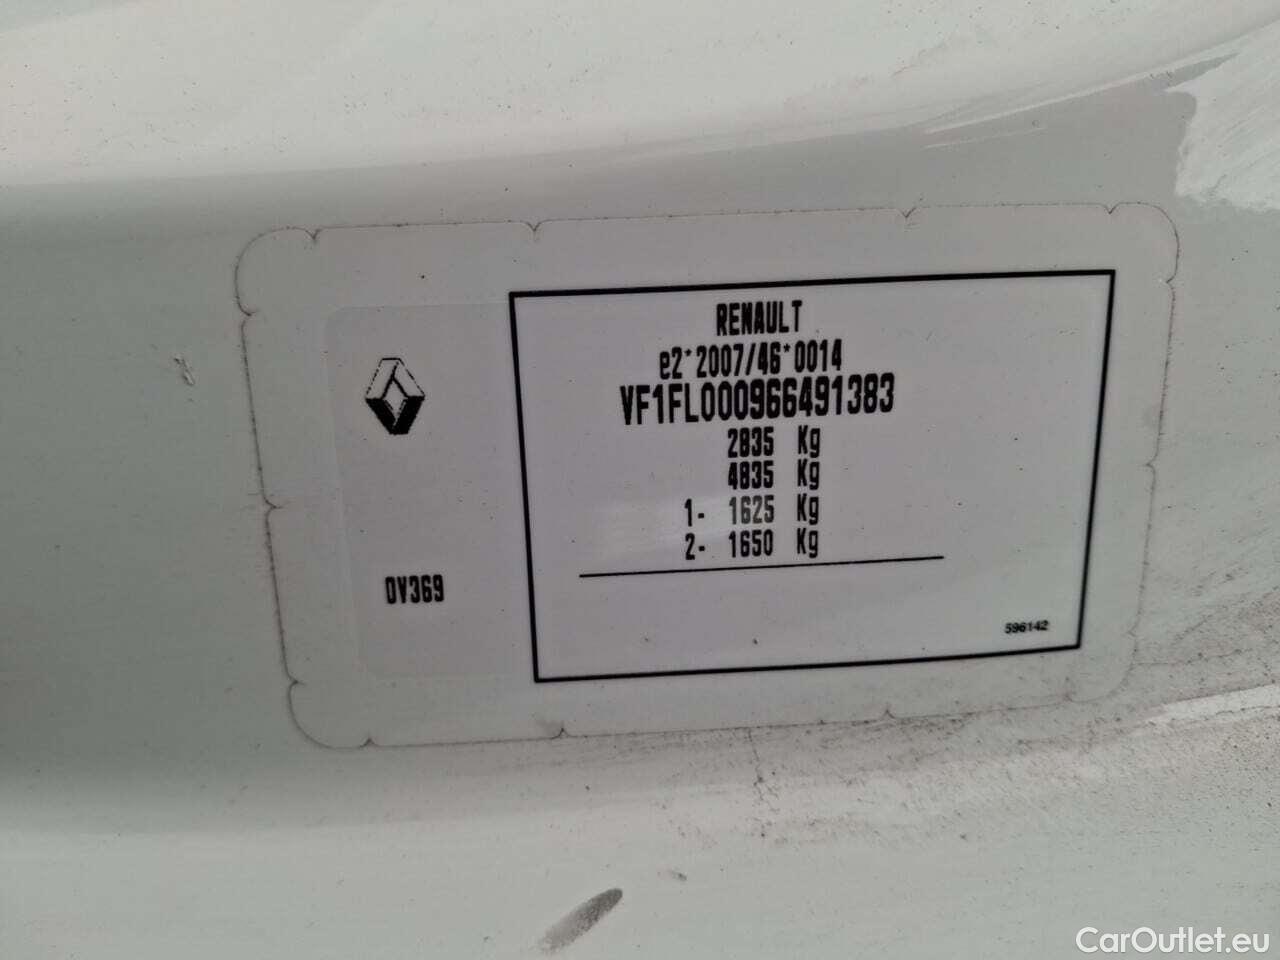 RENAULT
e2*2007/46*0014
VF1FL000966491383
2835 Kg
4835 Kg
1- 1625 Kg
2- 1650 Kg
OV369
596142
CarOutlet.eu